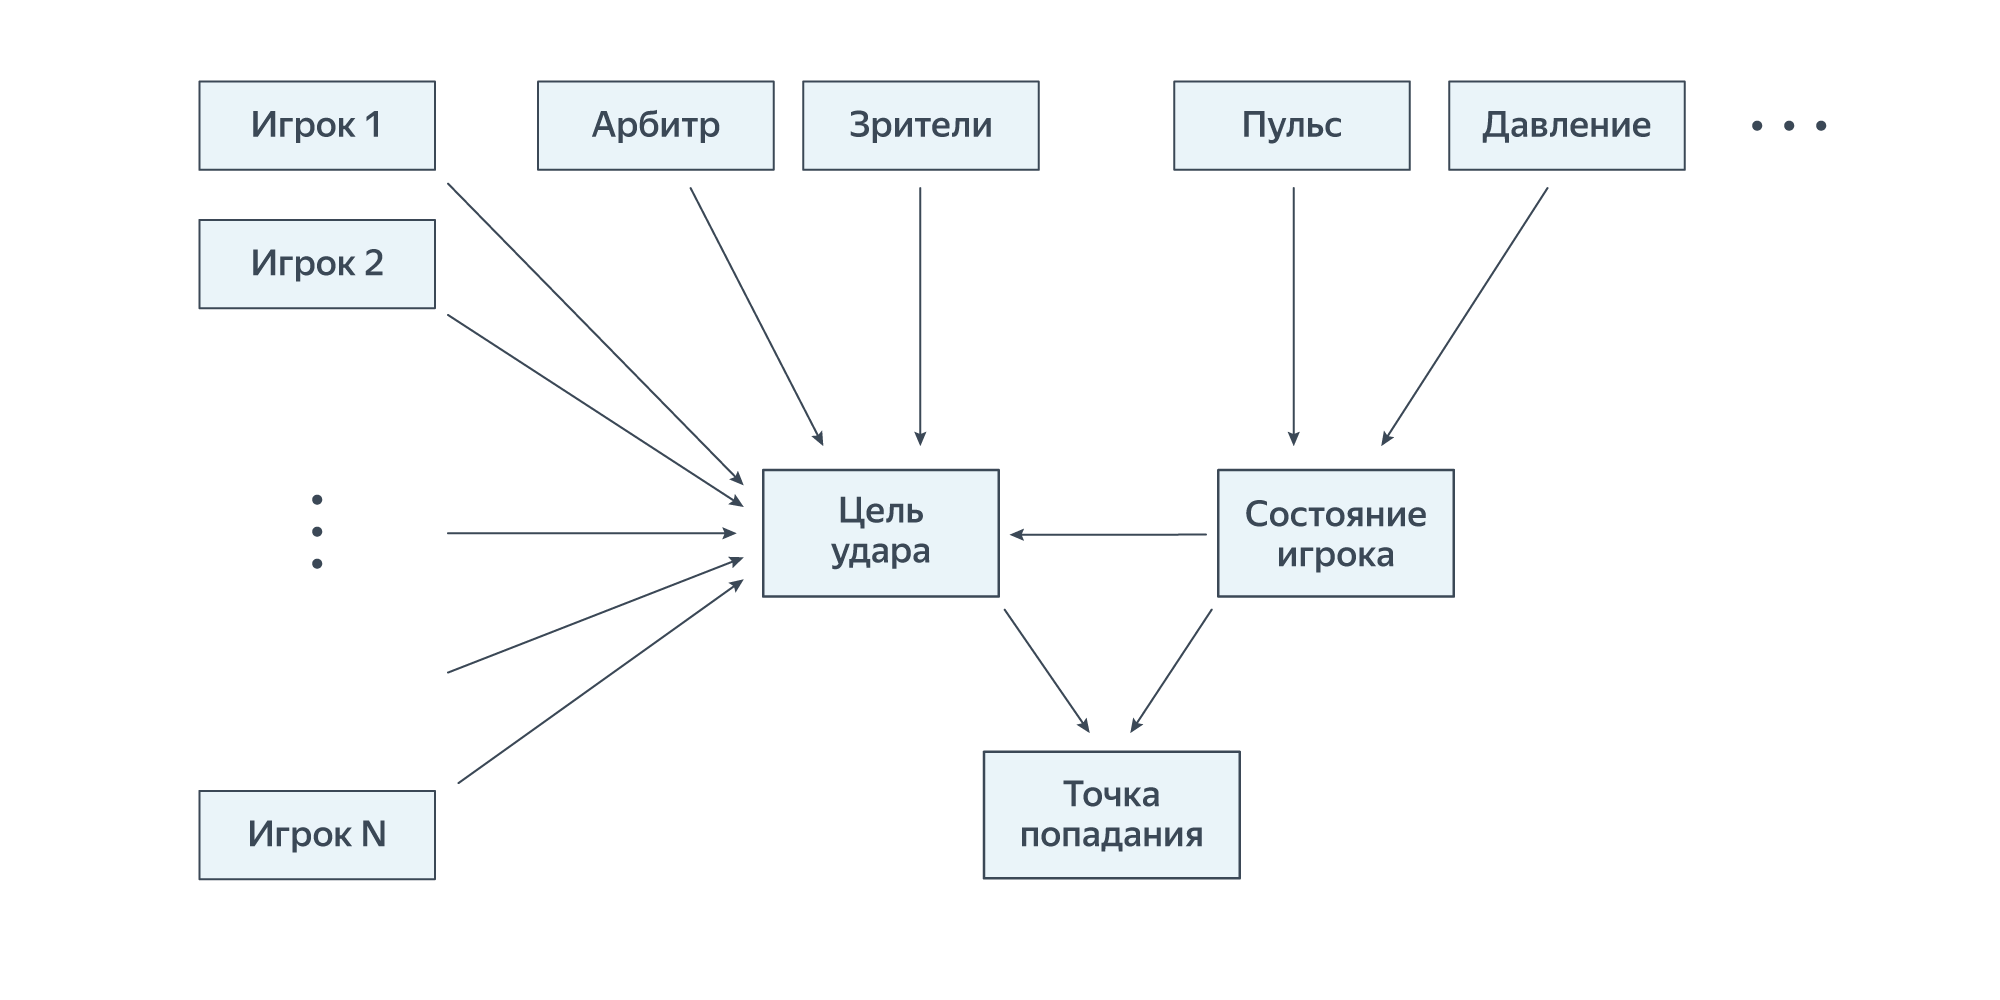 Игрок 1
Арбитр
Зрители
Пульс
Давление
Игрок 2
Цель
удара
Состояние
игрока
Точка
попадания
Игрок N